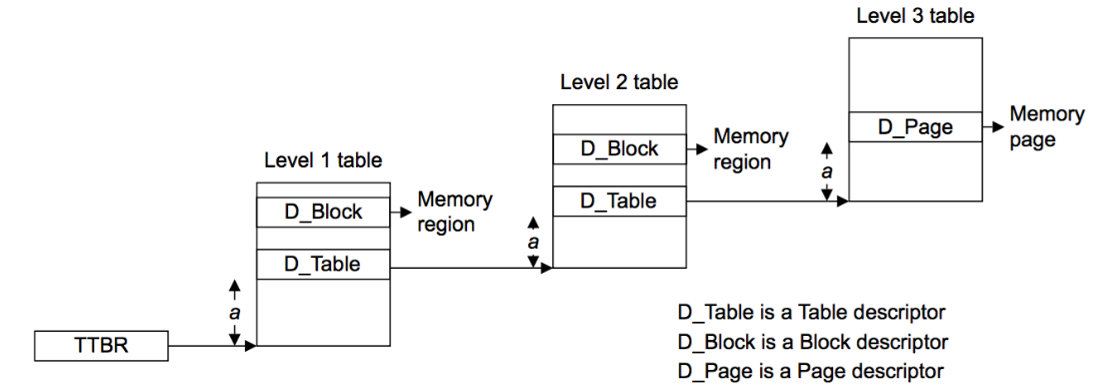 Level 3 table
Level 2 table
D_Page
Memory
page
D_Block
Memory
region
a
Level 1 table
D_Table
D_Block
Memory
region
a
D_Table
a
TTBR
D_Table is a Table descriptor
D_Block is a Block descriptor
D_Page is a Page descriptor